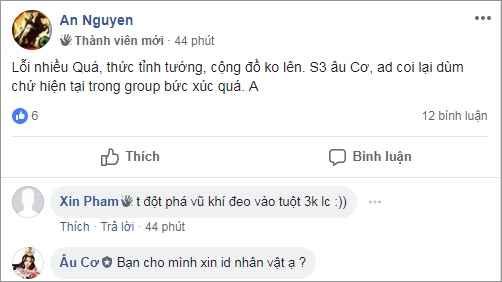 An Nguyen
Thành viên mới · 44 phút
Lỗi nhiều Quá, thức tỉnh tướng, cộng đồ ko lên. S3 âu Cơ, ad coi lại dùm
chứ hiện tại trong group bức xúc quá. A
6
12 bình luận
Thích
Bình luận
Xin Pham t đột phá vũ khí đeo vào tuột 3k lc :))
Thích · Trả lời · 44 phút
Âu Cơ Bạn cho mình xin id nhân vật ạ ?